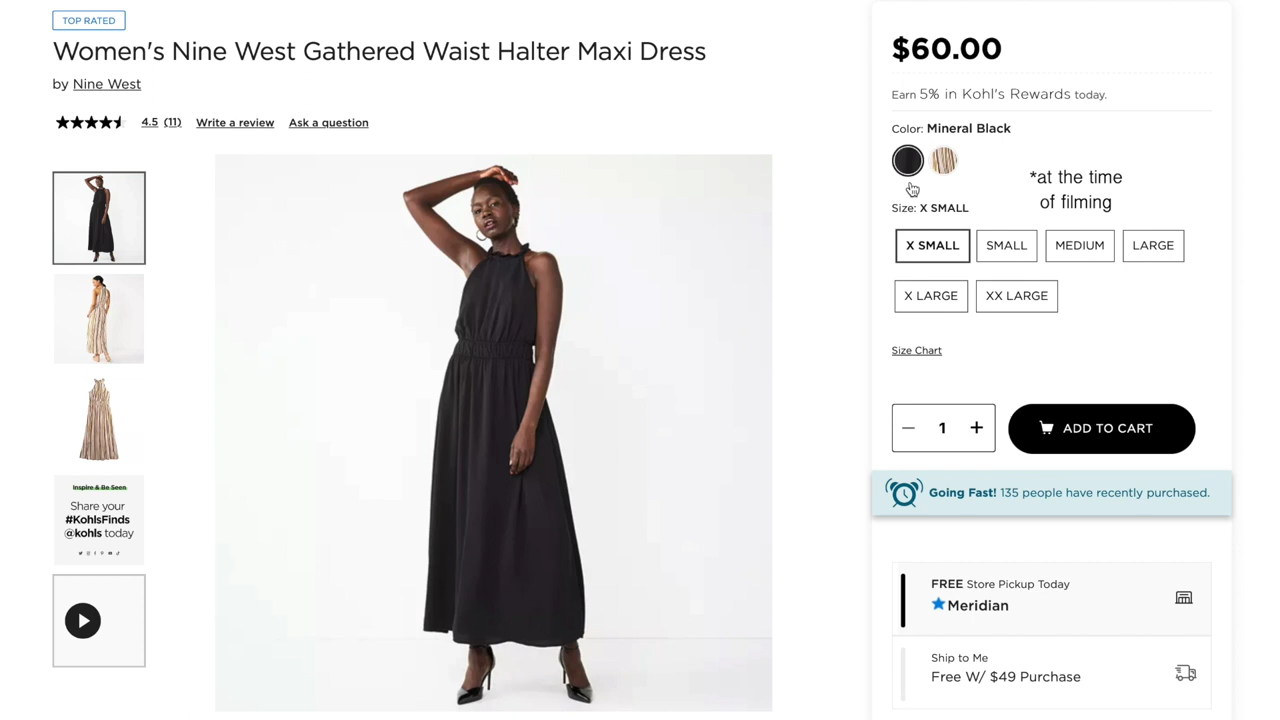 TOP RATED
Women's Nine West Gathered Waist Halter Maxi Dress
by Nine West
4.5 (11) Write a review Ask a question
Inspire & Be Seen
Share your
#KohlsFinds
@kohls today
$60.00
Earn 5% in Kohl's Rewards today.
Color: Mineral Black
*at the time
of filming
Size: X SMALL
X SMALL SMALL MEDIUM LARGE
X LARGE XX LARGE
Size Chart
1 ADD TO CART
Going Fast! 135 people have recently purchased.
FREE Store Pickup Today
Meridian
Ship to Me
Free W/ $49 Purchase